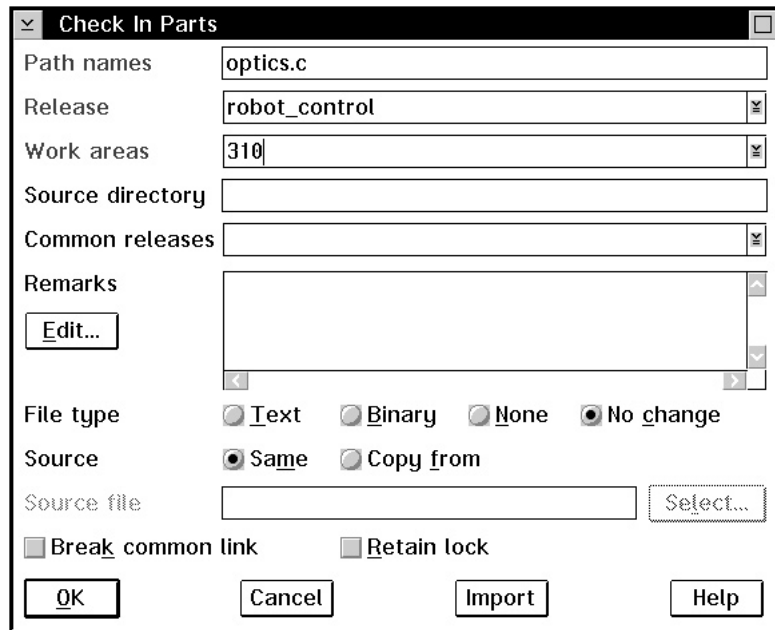 Check In Parts
Path names optics.c
Release robot_control
Work areas 310
Source directory
Common releases
Remarks
Edit...
File type Text Binary None No change
Source Same Copy from
Source file Select...
Break common link Retain lock
OK Cancel Import Help